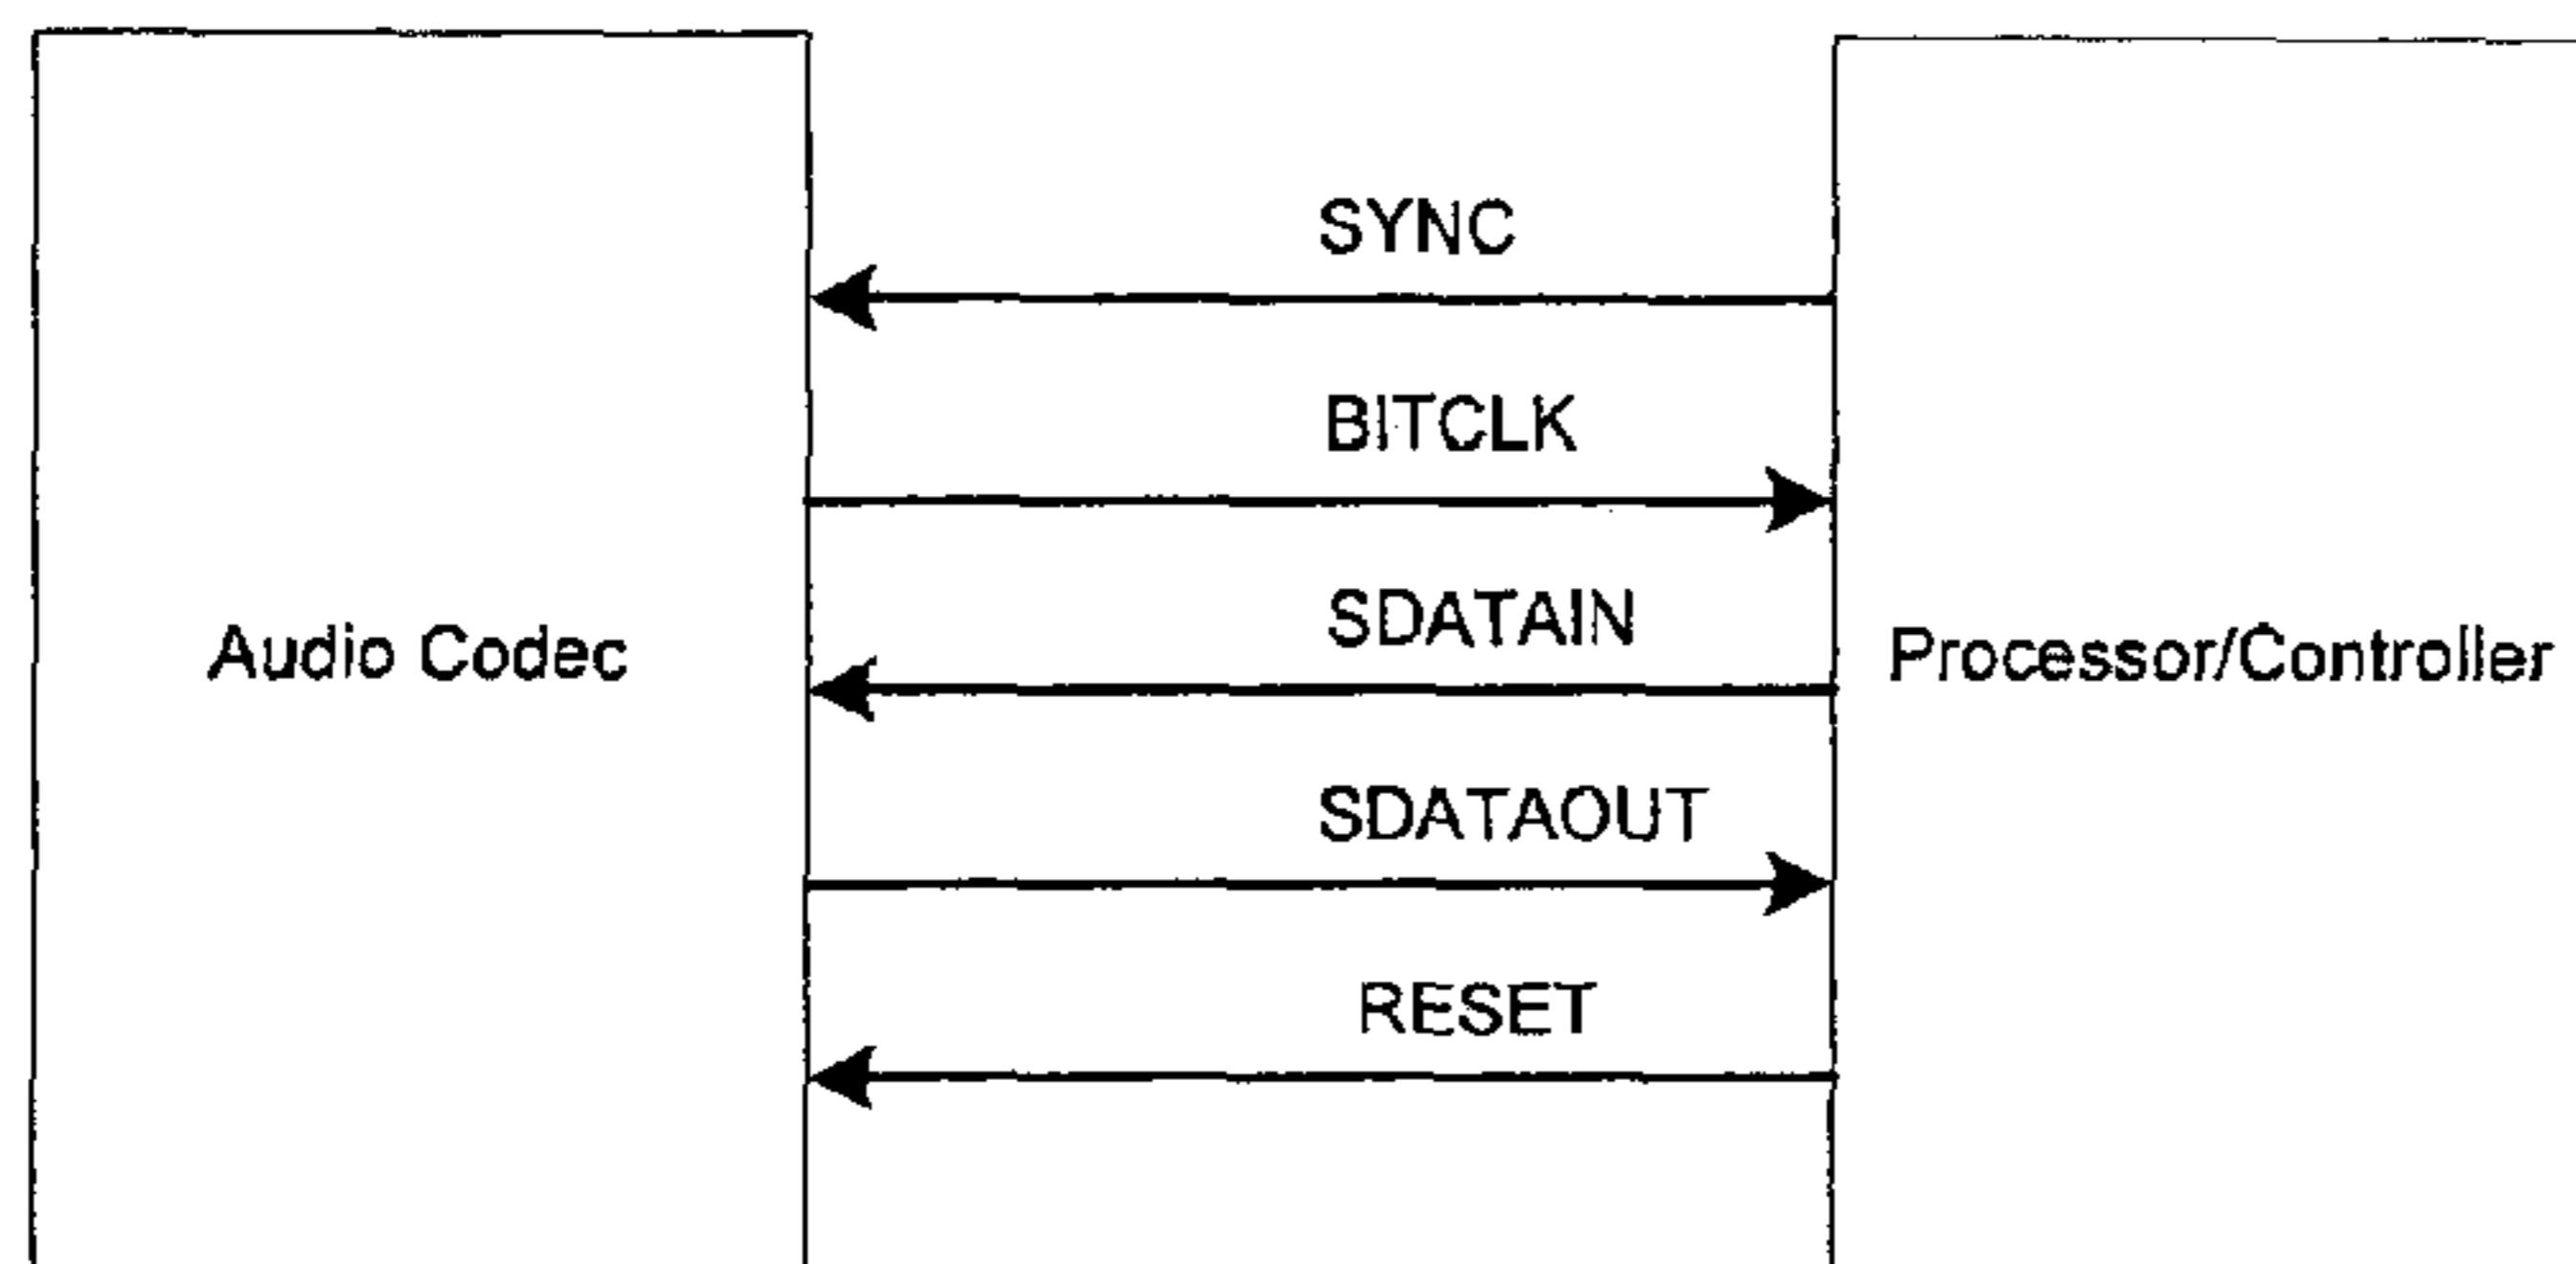 SYNC
BITCLK
SDATAIN
Audio Codec
Processor/Controller
SDATAOUT
RESET